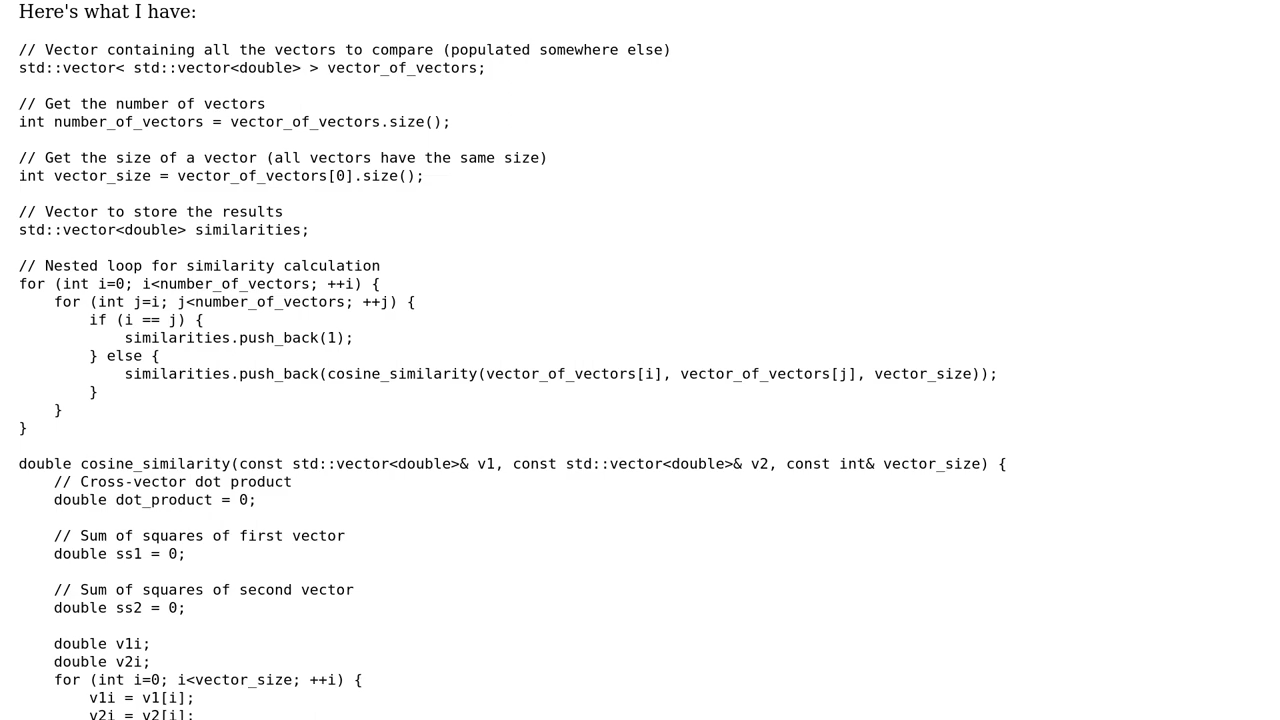 Here's what I have:
// Vector containing all the vectors to compare (populated somewhere else)
std::vector< std::vector<double> > vector_of_vectors;
// Get the number of vectors
int number_of_vectors = vector_of_vectors.size();
// Get the size of a vector (all vectors have the same size)
int vector_size = vector_of_vectors[0].size();
// Vector to store the results
std::vector<double> similarities;
// Nested loop for similarity calculation
for (int i=0; i<number_of_vectors; ++i) {
    for (int j=i; j<number_of_vectors; ++j) {
        if (i == j) {
            similarities.push_back(1);
        } else {
            similarities.push_back(cosine_similarity(vector_of_vectors[i], vector_of_vectors[j], vector_size));
        }
    }
}
double cosine_similarity(const std::vector<double>& v1, const std::vector<double>& v2, const int& vector_size) {
    // Cross-vector dot product
    double dot_product = 0;
    // Sum of squares of first vector
    double ss1 = 0;
    // Sum of squares of second vector
    double ss2 = 0;
    double v1i;
    double v2i;
    for (int i=0; i<vector_size; ++i) {
        v1i = v1[i];
        v2i = v2[i];